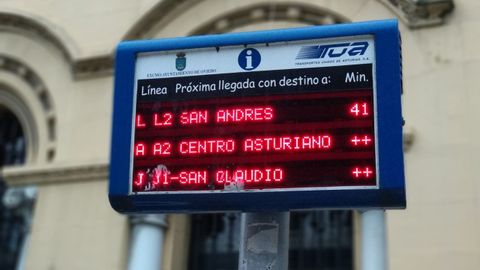 EXCMO. AYUNTAMIENTO DE OVIEDO
i
TUA
TRANSPORTES UNIDOS DE ASTURIAS, S.A.
Línea Próxima llegada con destino a: Min.
L L2 SAN ANDRES 41
A A2 CENTRO ASTURIANO ++
J J1-SAN CLAUDIO ++